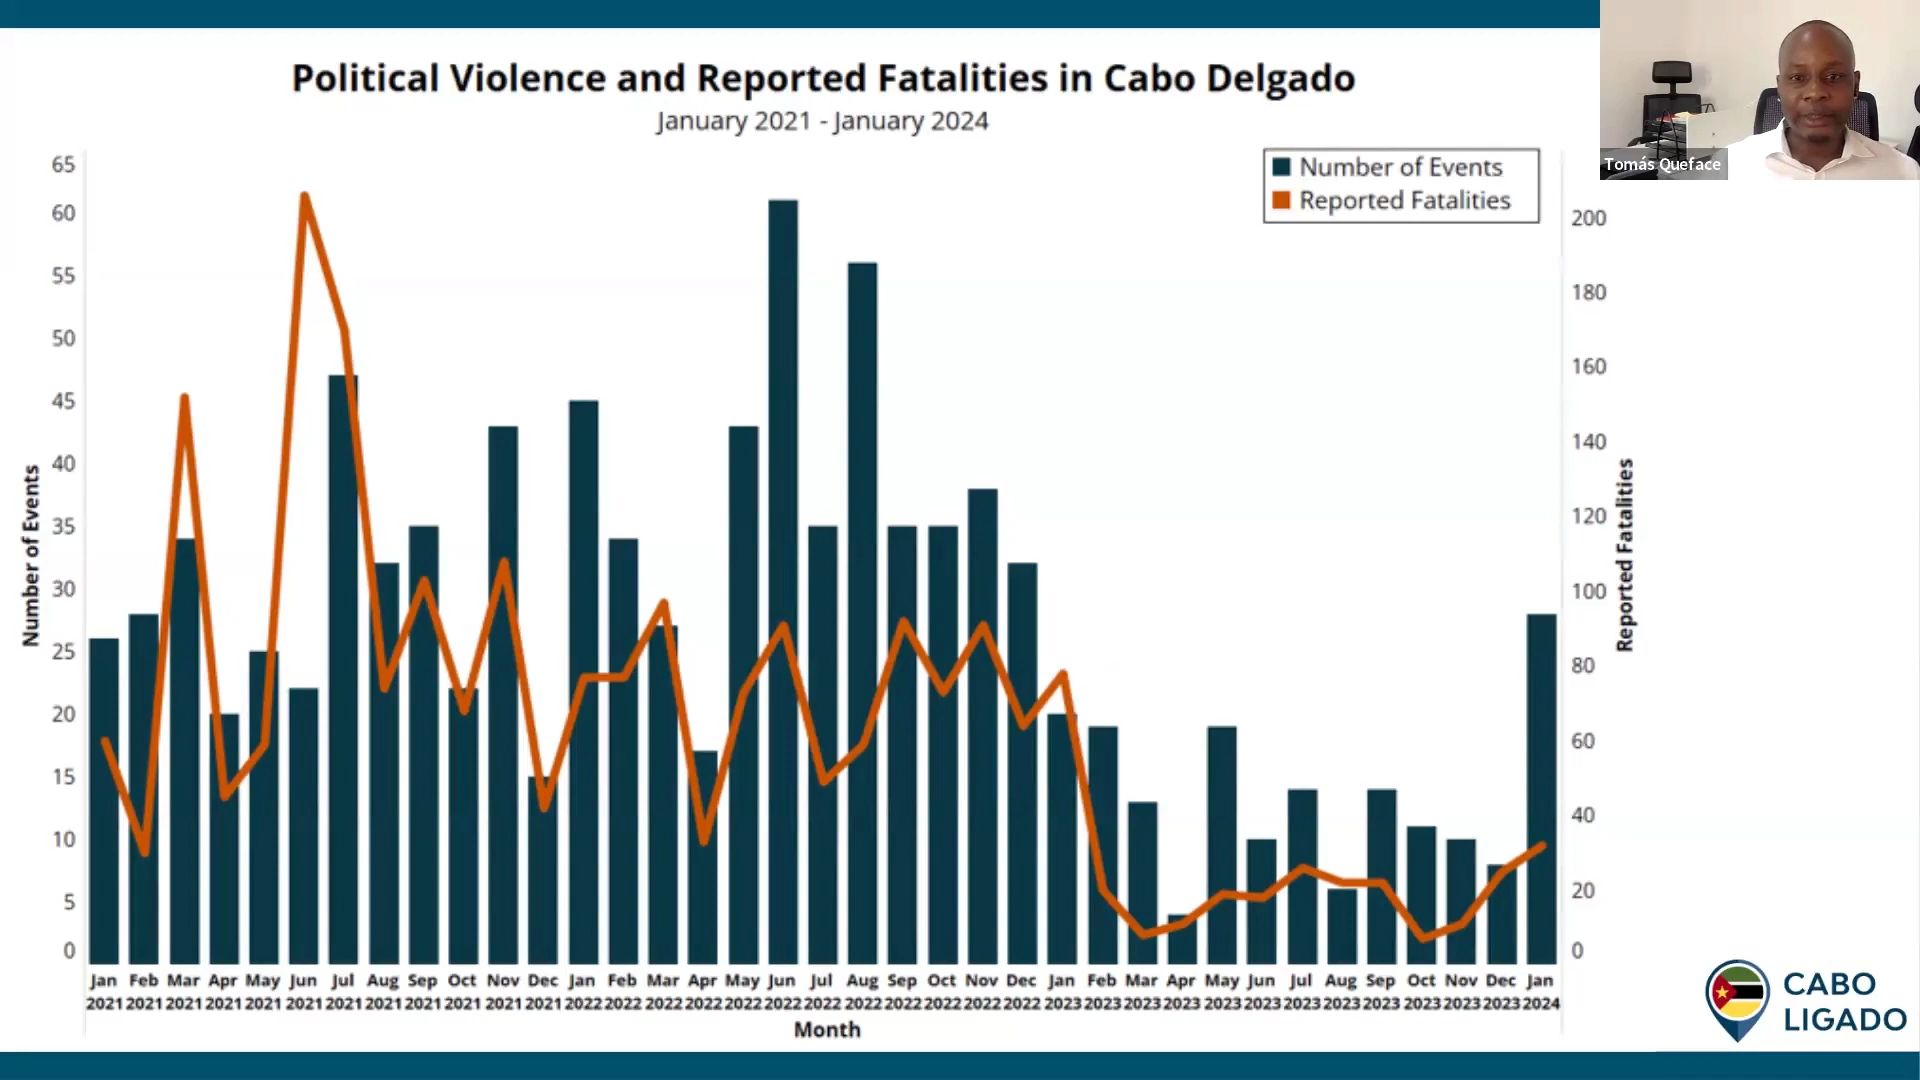 Political Violence and Reported Fatalities in Cabo Delgado
January 2021 - January 2024
Tomás Queface
Number of Events
Reported Fatalities
65
60
55
50
45
40
35
30
25
20
15
10
5
0
Number of Events
200
180
160
140
120
100
80
60
40
20
0
Reported Fatalities
Jan Feb Mar Apr May Jun Jul Aug Sep Oct Nov Dec Jan Feb Mar Apr May Jun Jul Aug Sep Oct Nov Dec Jan Feb Mar Apr May Jun Jul Aug Sep Oct Nov Dec Jan
2021 2021 2021 2021 2021 2021 2021 2021 2021 2021 2021 2021 2022 2022 2022 2022 2022 2022 2022 2022 2022 2022 2022 2022 2023 2023 2023 2023 2023 2023 2023 2023 2023 2023 2023 2023 2024
Month
CABO
LIGADO